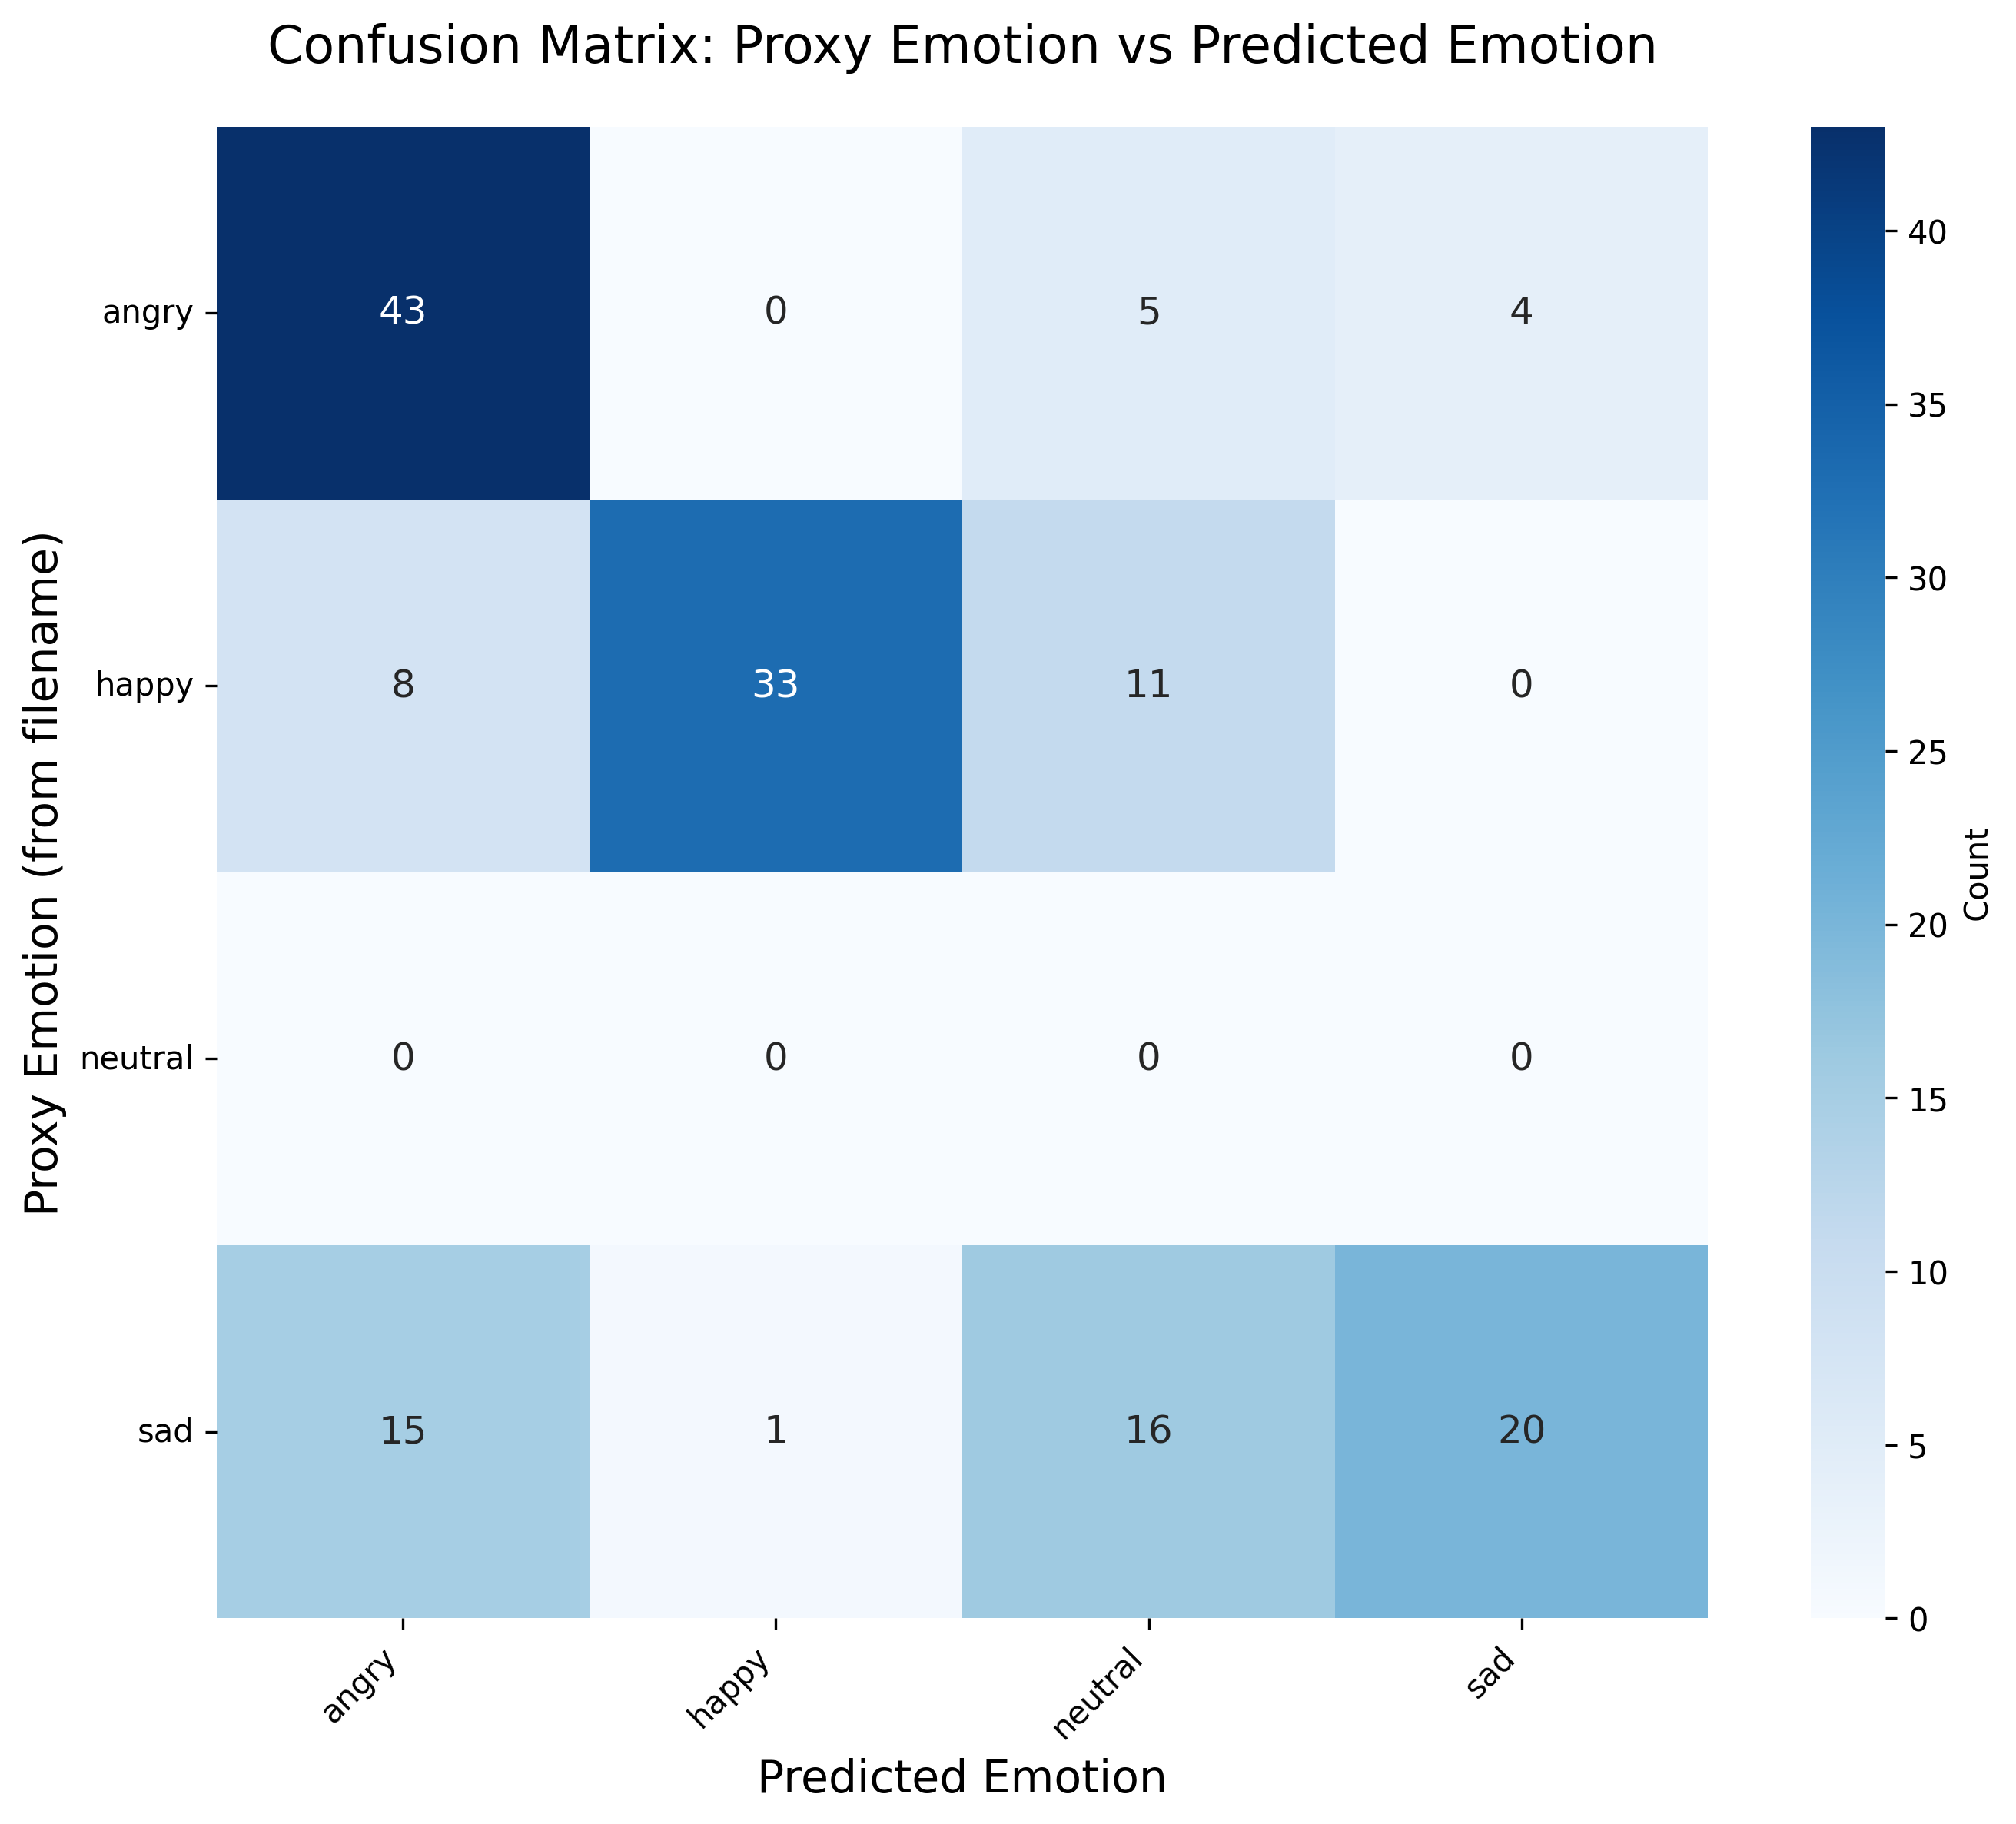 Confusion Matrix: Proxy Emotion vs Predicted Emotion
Proxy Emotion (from filename)
angry 43 0 5 4
happy 8 33 11 0
neutral 0 0 0 0
sad 15 1 16 20
angry happy neutral sad
Predicted Emotion
40
35
30
25
20
15
10
5
0
Count